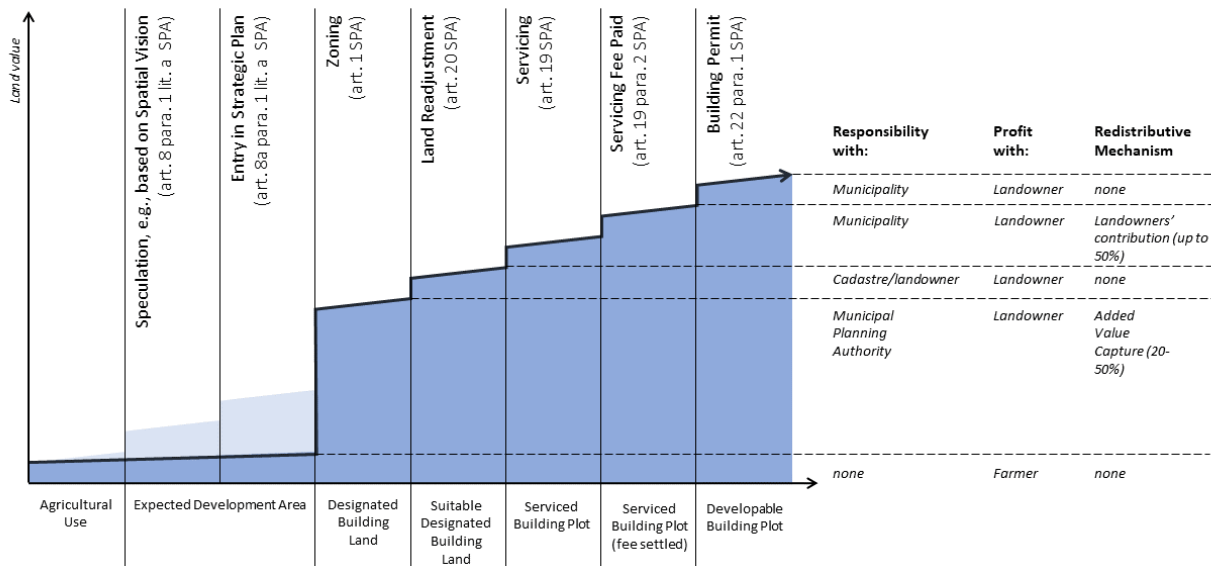 Land value
Speculation, e.g., based on Spatial Vision
(art. 8 para. 1 lit. a SPA)
Entry in Strategic Plan
(art. 8a para. 1 lit. a SPA)
Zoning
(art. 1 SPA)
Land Readjustment
(art. 20 SPA)
Servicing
(art. 19 SPA)
Servicing Fee Paid
(art. 19 para. 2 SPA)
Building Permit
(art. 22 para. 1 SPA)
Responsibility
with:
Profit
with:
Redistributive
Mechanism
Municipality
Landowner
none
Municipality
Landowner
Landowners’
contribution (up to
50%)
Cadastre/landowner
Landowner
none
Municipal
Planning
Authority
Landowner
Added
Value
Capture (20-
50%)
none
Farmer
none
Agricultural
Use
Expected Development Area
Designated
Building
Land
Suitable
Designated
Building
Land
Serviced
Building Plot
Serviced
Building Plot
(fee settled)
Developable
Building Plot